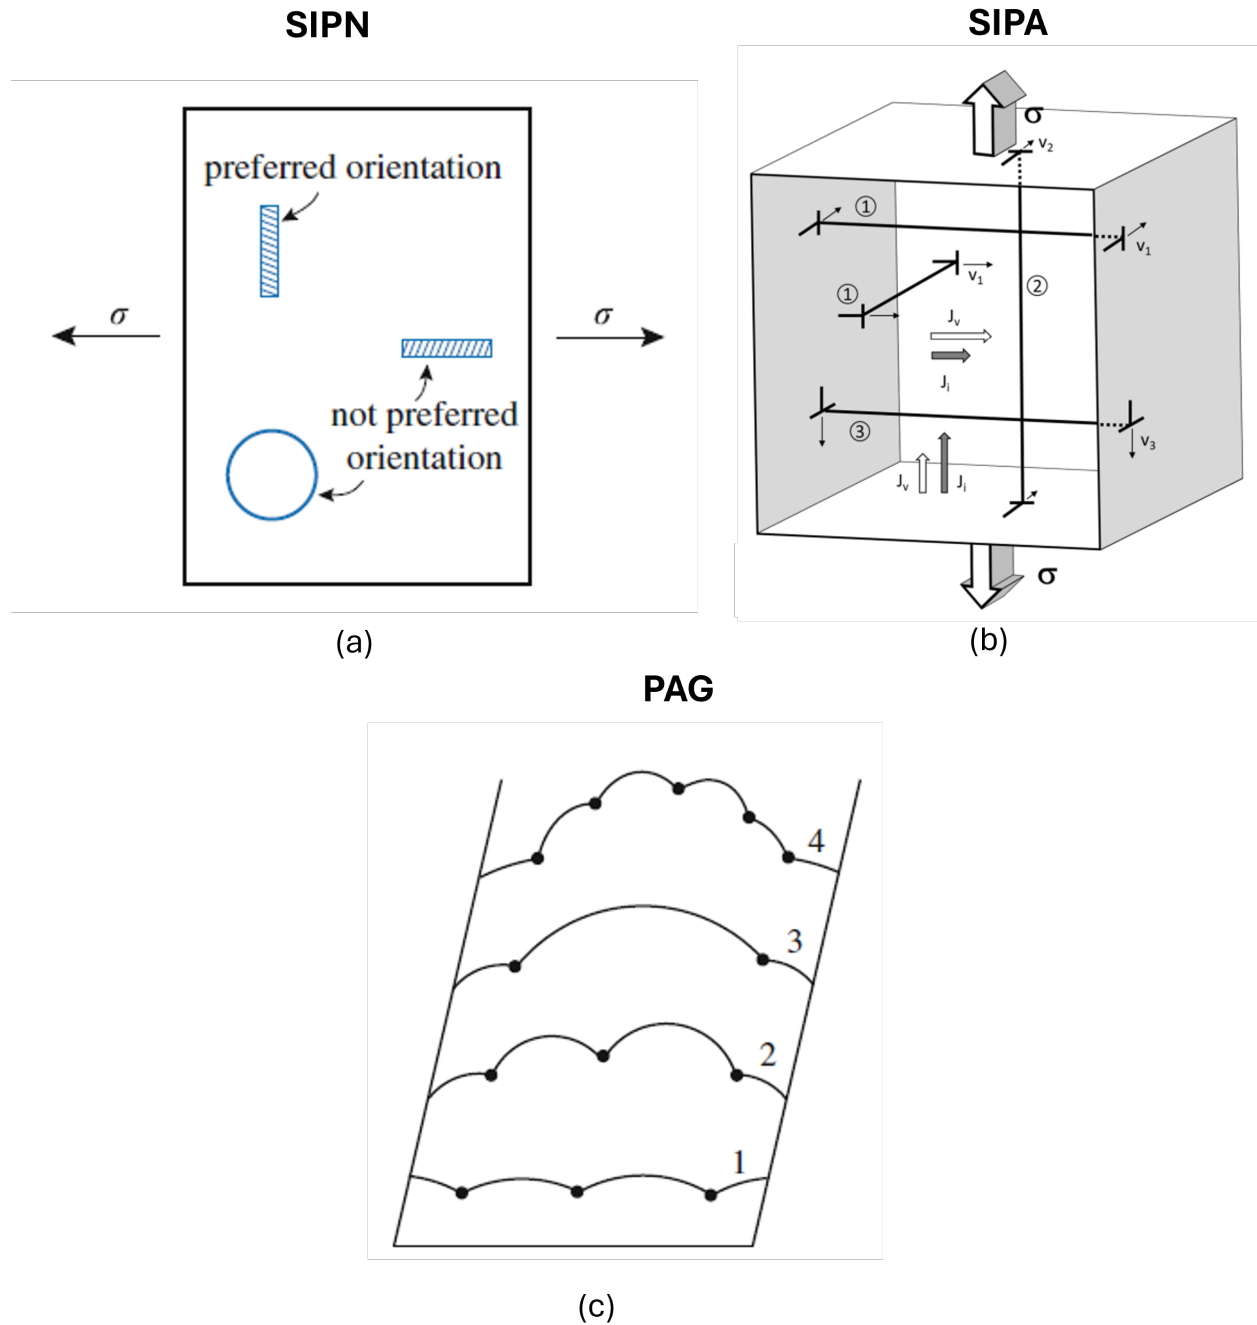 SIPN
preferred orientation
σ
σ
not preferred
orientation
(a)
SIPA
σ
v₂
①
v₁
v₁
①
②
Jᵥ
Jᵢ
③
v₃
Jᵥ
Jᵢ
σ
(b)
PAG
4
3
2
1
(c)